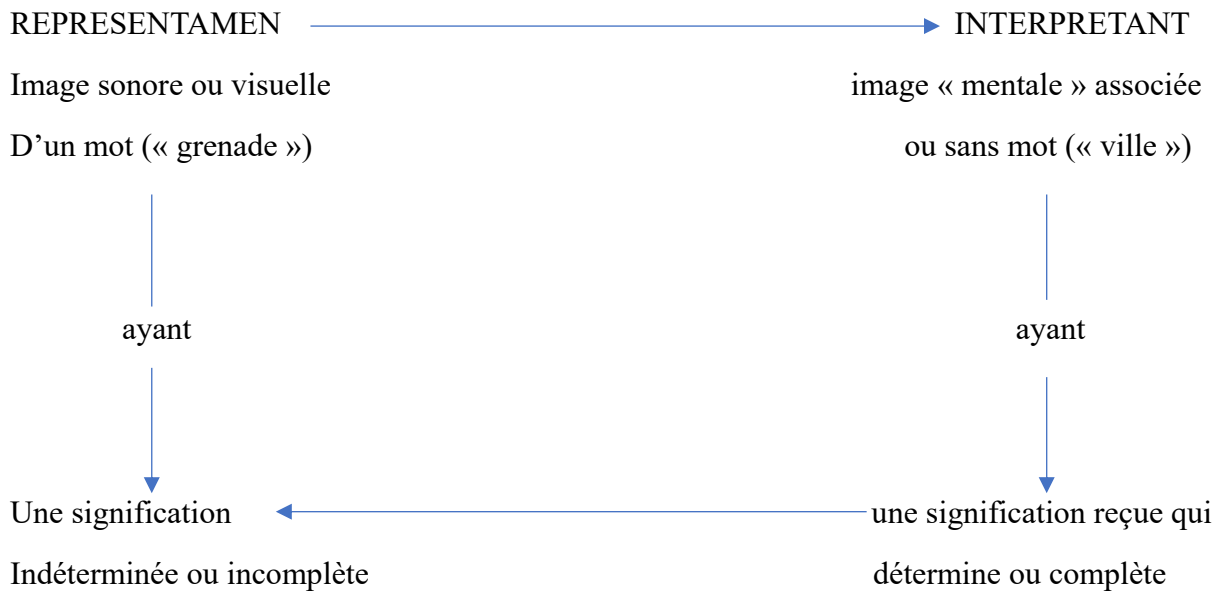 REPRESENTAMEN INTERPRETANT
Image sonore ou visuelle image « mentale » associée
D’un mot (« grenade ») ou sans mot (« ville »)
ayant ayant
Une signification une signification reçue qui
Indéterminée ou incomplète détermine ou complète